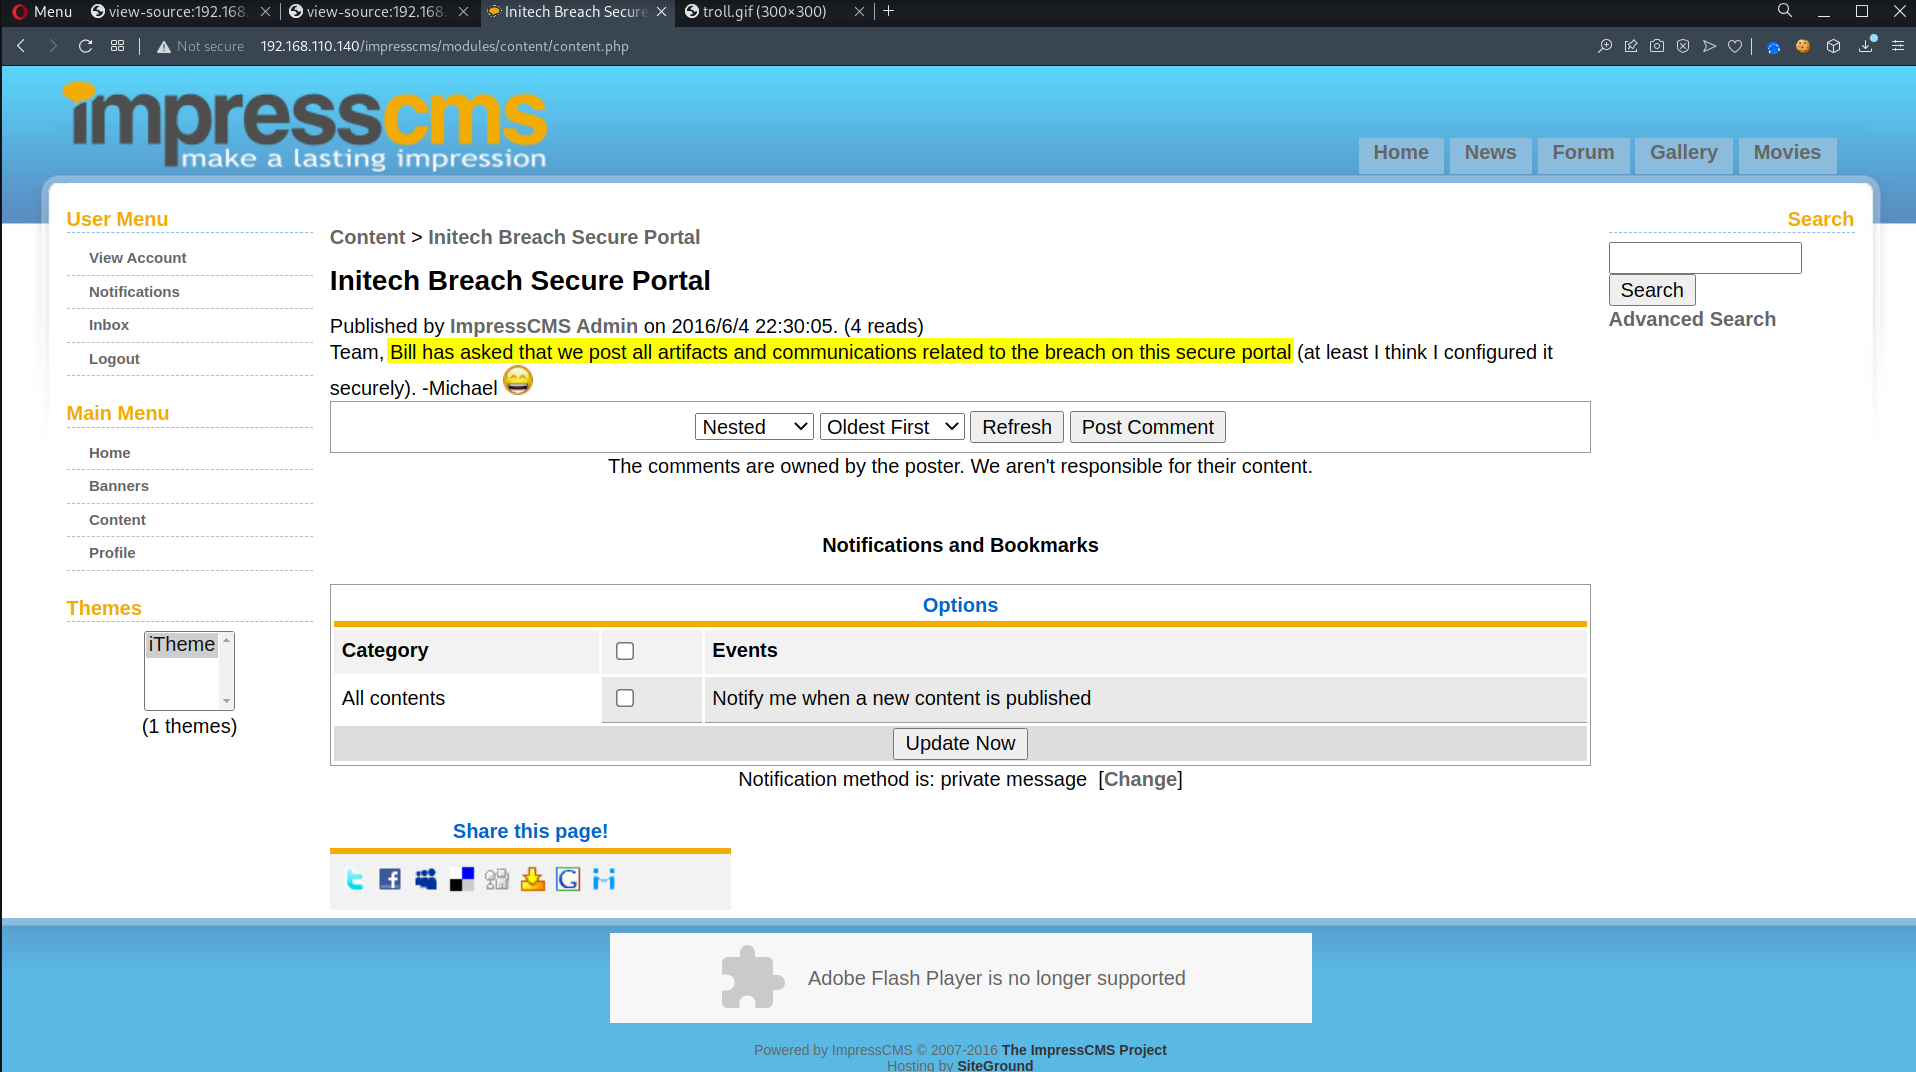 Menu view-source:192.168. view-source:192.168. Initech Breach Secure troll.gif (300×300)
Not secure 192.168.110.140/impresscms/modules/content/content.php
impresscms
make a lasting impression
Home News Forum Gallery Movies
User Menu
View Account
Notifications
Inbox
Logout
Main Menu
Home
Banners
Content
Profile
Themes
iTheme
(1 themes)
Content > Initech Breach Secure Portal
Initech Breach Secure Portal
Published by ImpressCMS Admin on 2016/6/4 22:30:05. (4 reads)
Team, Bill has asked that we post all artifacts and communications related to the breach on this secure portal (at least I think I configured it
securely). -Michael
Nested Oldest First Refresh Post Comment
The comments are owned by the poster. We aren't responsible for their content.
Notifications and Bookmarks
Options
Category Events
All contents Notify me when a new content is published
Update Now
Notification method is: private message [Change]
Share this page!
Search
Search
Advanced Search
Adobe Flash Player is no longer supported
Powered by ImpressCMS © 2007-2016 The ImpressCMS Project
Hosting by SiteGround